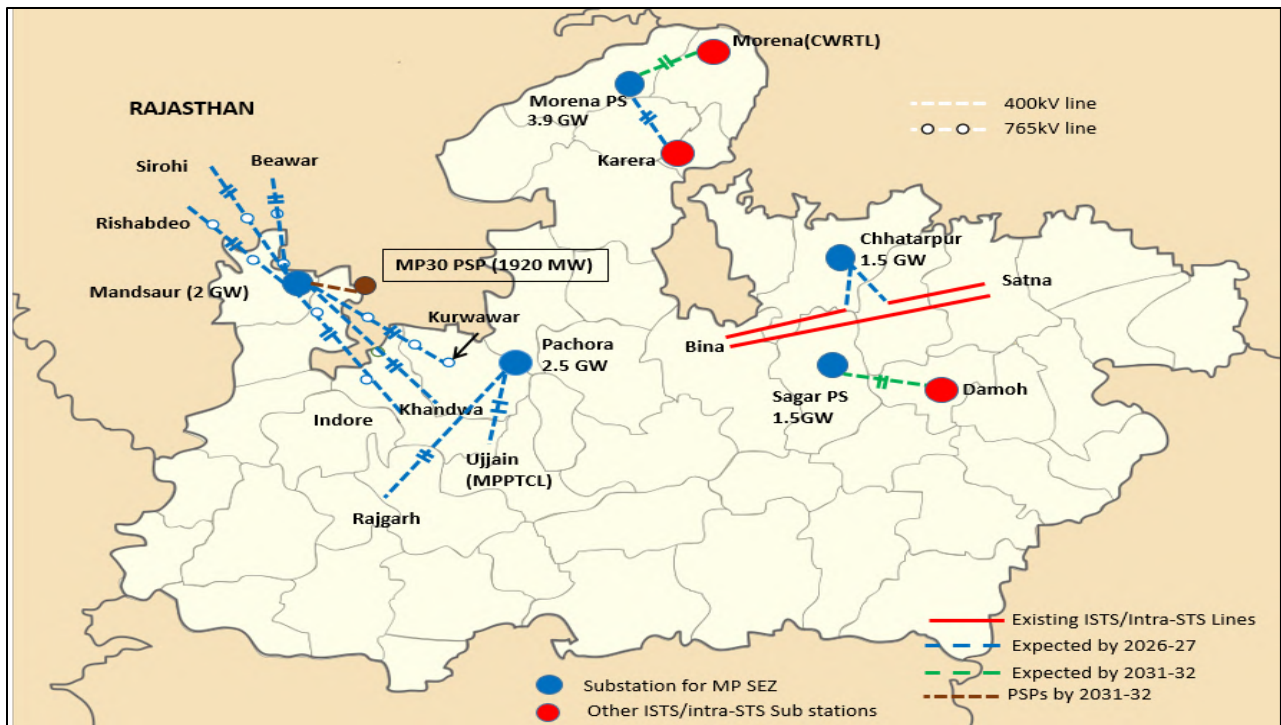 Morena(CWRTL)
RAJASTHAN
Morena PS
3.9 GW
400kV line
765kV line
Sirohi
Beawar
Karera
Rishabdeo
Chhatarpur
1.5 GW
MP30 PSP (1920 MW)
Satna
Mandsaur (2 GW)
Kurwawar
Pachora
2.5 GW
Bina
Sagar PS
1.5GW
Damoh
Khandwa
Indore
Ujjain
(MPPTCL)
Rajgarh
Existing ISTS/Intra-STS Lines
Expected by 2026-27
Expected by 2031-32
PSPs by 2031-32
Substation for MP SEZ
Other ISTS/intra-STS Sub stations